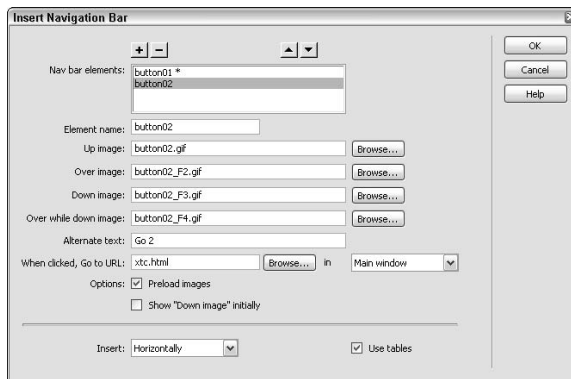 Insert Navigation Bar
OK
Cancel
Help
Nav bar elements:
button01 *
button02
Element name: button02
Up image: button02.gif Browse...
Over image: button02_F2.gif Browse...
Down image: button02_F3.gif Browse...
Over while down image: button02_F4.gif Browse...
Alternate text: Go 2
When clicked, Go to URL: xtc.html Browse... in Main window
Options: Preload images
Show "Down image" initially
Insert: Horizontally Use tables